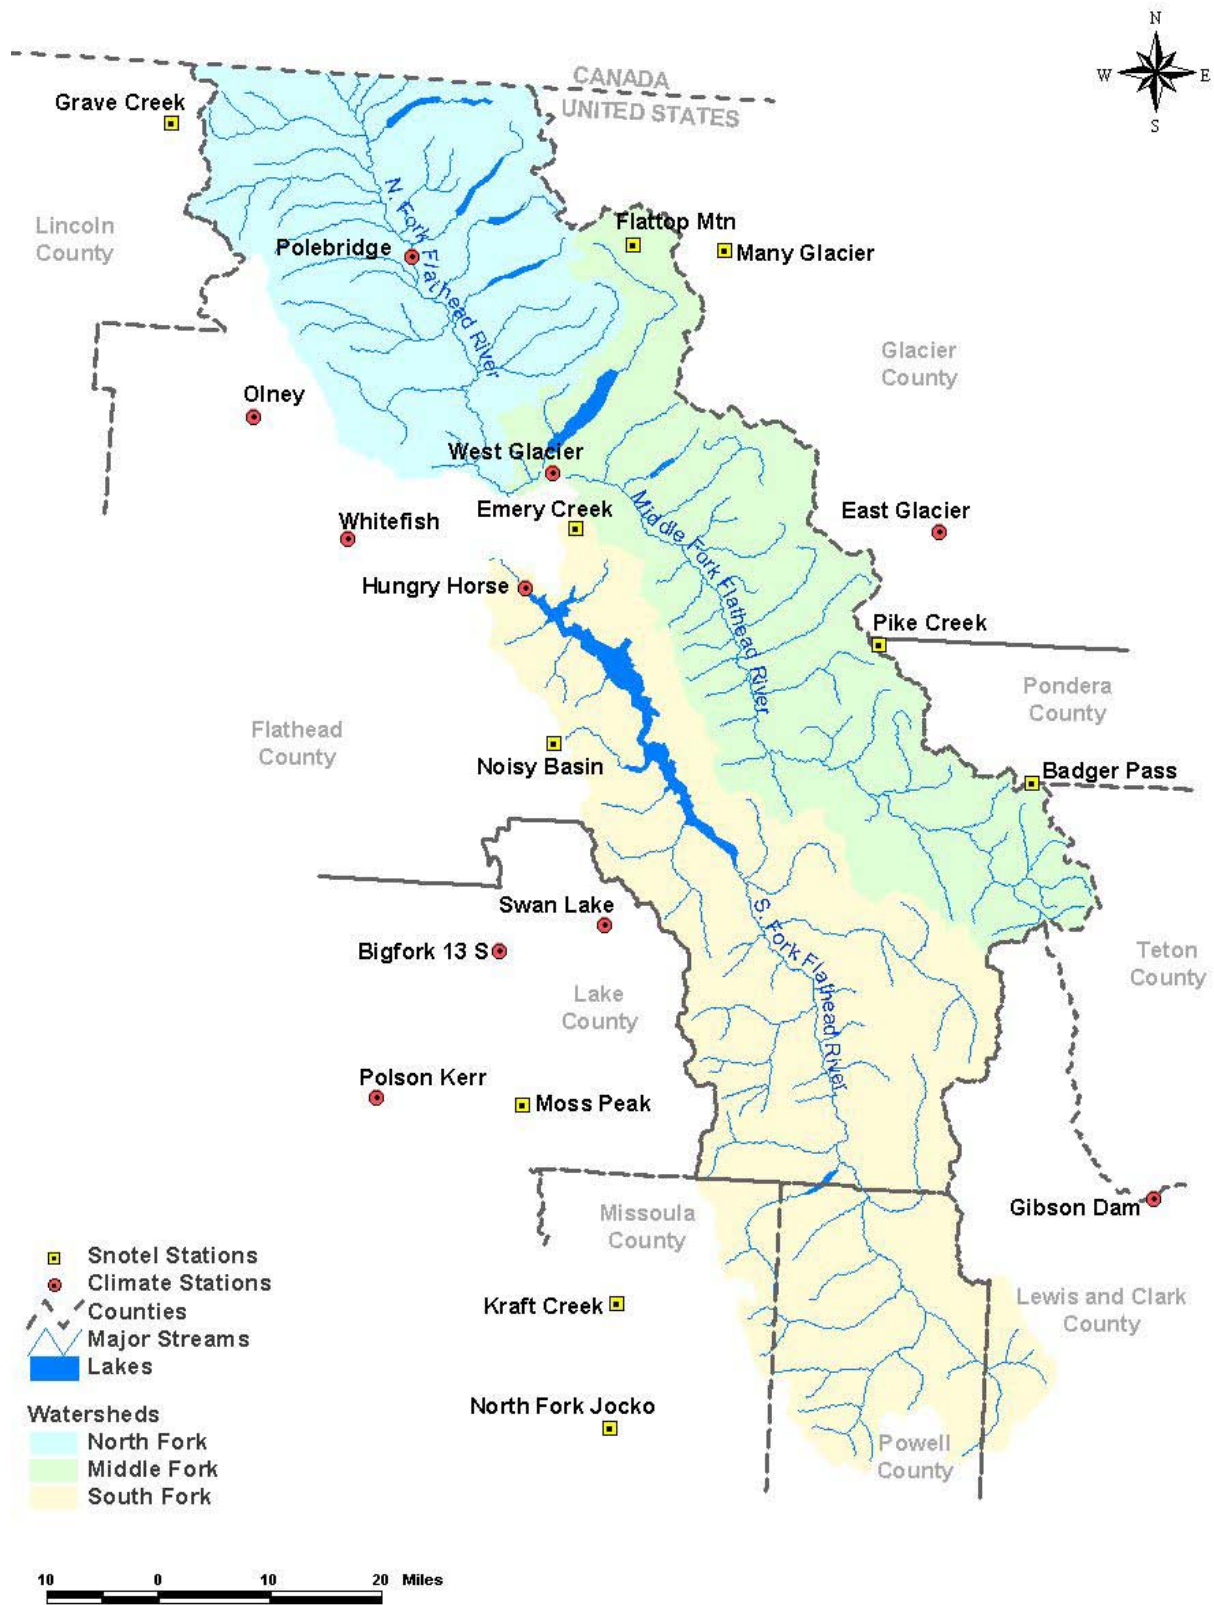 N
W E
S
CANADA
UNITED STATES
Grave Creek
Lincoln
County
Flattop Mtn
Many Glacier
Polebridge
N. Fork Flathead River
Glacier
County
Olney
West Glacier
Emery Creek
Whitefish
Middle Fork Flathead River
East Glacier
Hungry Horse
Pike Creek
Pondera
County
Flathead
County
Noisy Basin
Badger Pass
Swan Lake
Bigfork 13 S
S. Fork Flathead River
Teton
County
Lake
County
Polson Kerr
Moss Peak
Gibson Dam
Missoula
County
Kraft Creek
Lewis and Clark
County
North Fork Jocko
Powell
County
Snotel Stations
Climate Stations
Counties
Major Streams
Lakes
Watersheds
North Fork
Middle Fork
South Fork
10 0 10 20 Miles